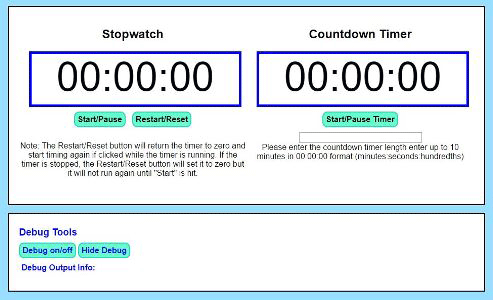 Stopwatch
00:00:00
Start/Pause Restart/Reset
Note: The Restart/Reset button will return the timer to zero and
start timing again if clicked while the timer is running. If the
timer is stopped, the Restart/Reset button will set it to zero but
it will not run again until "Start" is hit.
Countdown Timer
00:00:00
Start/Pause Timer
Please enter the countdown timer length enter up to 10
minutes in 00:00:00 format (minutes:seconds:hundredths)
Debug Tools
Debug on/off Hide Debug
Debug Output Info: